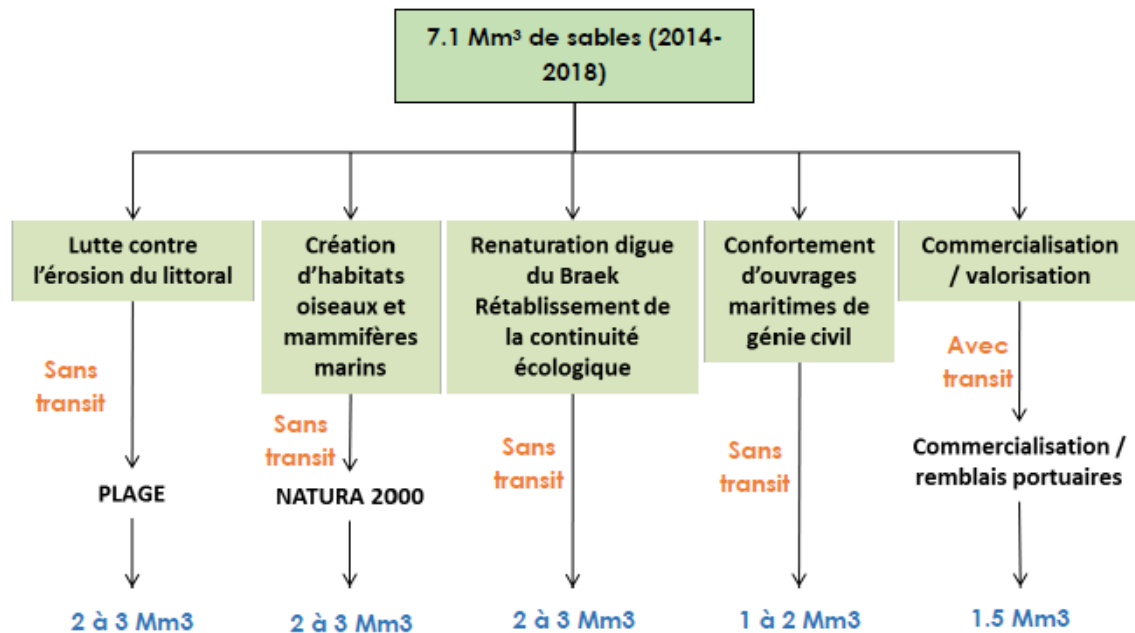 7.1 Mm³ de sables (2014-
2018)
Lutte contre
l'érosion du littoral
Création
d'habitats
oiseaux et
mammifères
marins
Renaturation digue
du Braek
Rétablissement de
la continuité
écologique
Confortement
d'ouvrages
maritimes de
génie civil
Commercialisation
/ valorisation
Sans
transit
Sans
transit
Sans
transit
Sans
transit
Avec
transit
PLAGE
NATURA 2000
Commercialisation /
remblais portuaires
2 à 3 Mm3
2 à 3 Mm3
2 à 3 Mm3
1 à 2 Mm3
1.5 Mm3